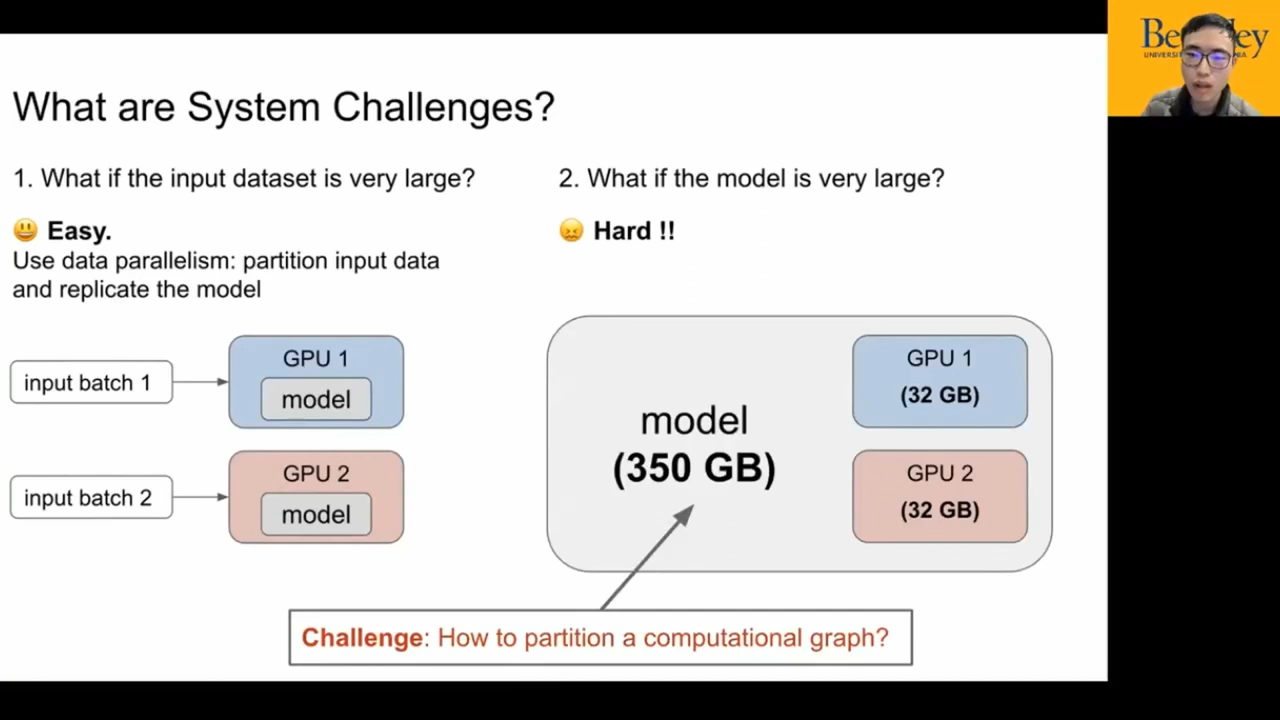 What are System Challenges?
1. What if the input dataset is very large?
😃 Easy.
Use data parallelism: partition input data
and replicate the model
input batch 1
GPU 1
model
input batch 2
GPU 2
model
2. What if the model is very large?
😖 Hard !!
model
(350 GB)
GPU 1
(32 GB)
GPU 2
(32 GB)
Challenge: How to partition a computational graph?